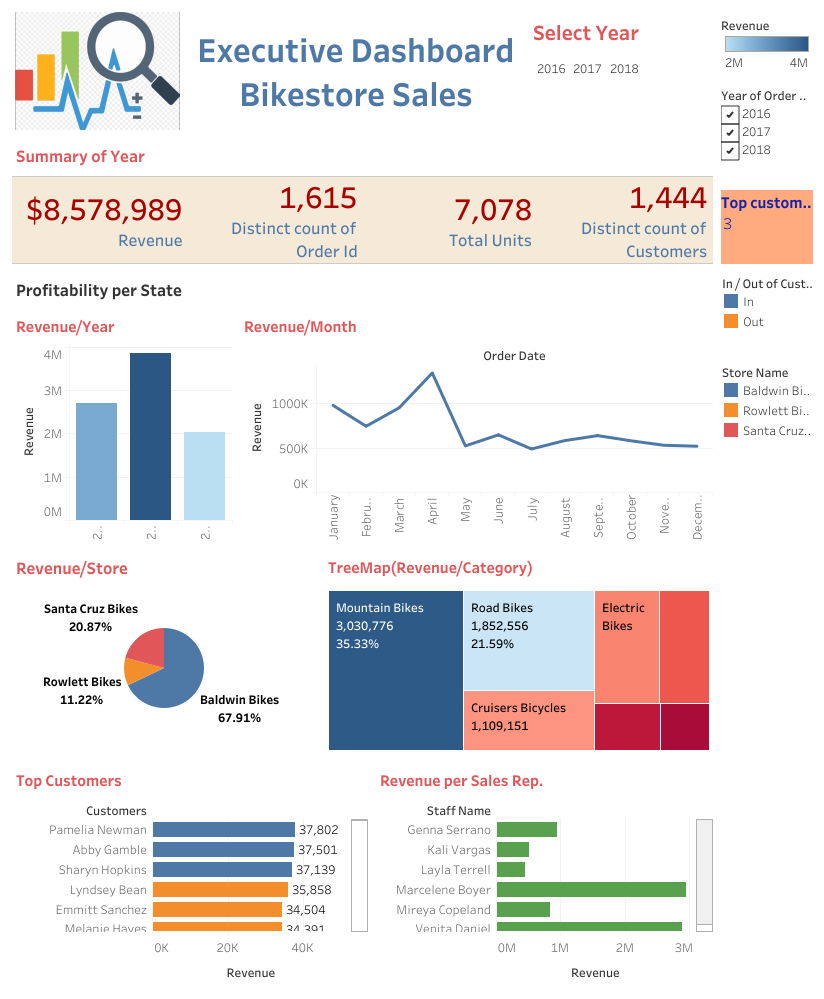 Executive Dashboard
Bikestore Sales
Select Year
2016 2017 2018
Revenue
2M 4M
Year of Order ..
2016
2017
2018
Summary of Year
$8,578,989
Revenue
1,615
Distinct count of
Order Id
7,078
Total Units
1,444
Distinct count of
Customers
Top custom..
3
In / Out of Cust..
In
Out
Store Name
Baldwin Bi..
Rowlett Bi..
Santa Cruz..
Profitability per State
Revenue/Year
4M
3M
2M
1M
0M
Revenue
2..
2..
2..
Revenue/Month
Order Date
1000K
500K
0K
Revenue
January
Febru..
March
April
May
June
July
August
Septe..
October
Nove..
Decem..
Revenue/Store
Santa Cruz Bikes
20.87%
Rowlett Bikes
11.22%
Baldwin Bikes
67.91%
TreeMap(Revenue/Category)
Mountain Bikes
3,030,776
35.33%
Road Bikes
1,852,556
21.59%
Cruisers Bicycles
1,109,151
Electric
Bikes
Top Customers
Customers
Pamelia Newman 37,802
Abby Gamble 37,501
Sharyn Hopkins 37,139
Lyndsey Bean 35,858
Emmitt Sanchez 34,504
Melanie Hayes 34,391
0K 20K 40K
Revenue
Revenue per Sales Rep.
Staff Name
Genna Serrano
Kali Vargas
Layla Terrell
Marcelene Boyer
Mireya Copeland
Venita Daniel
0M 1M 2M 3M
Revenue